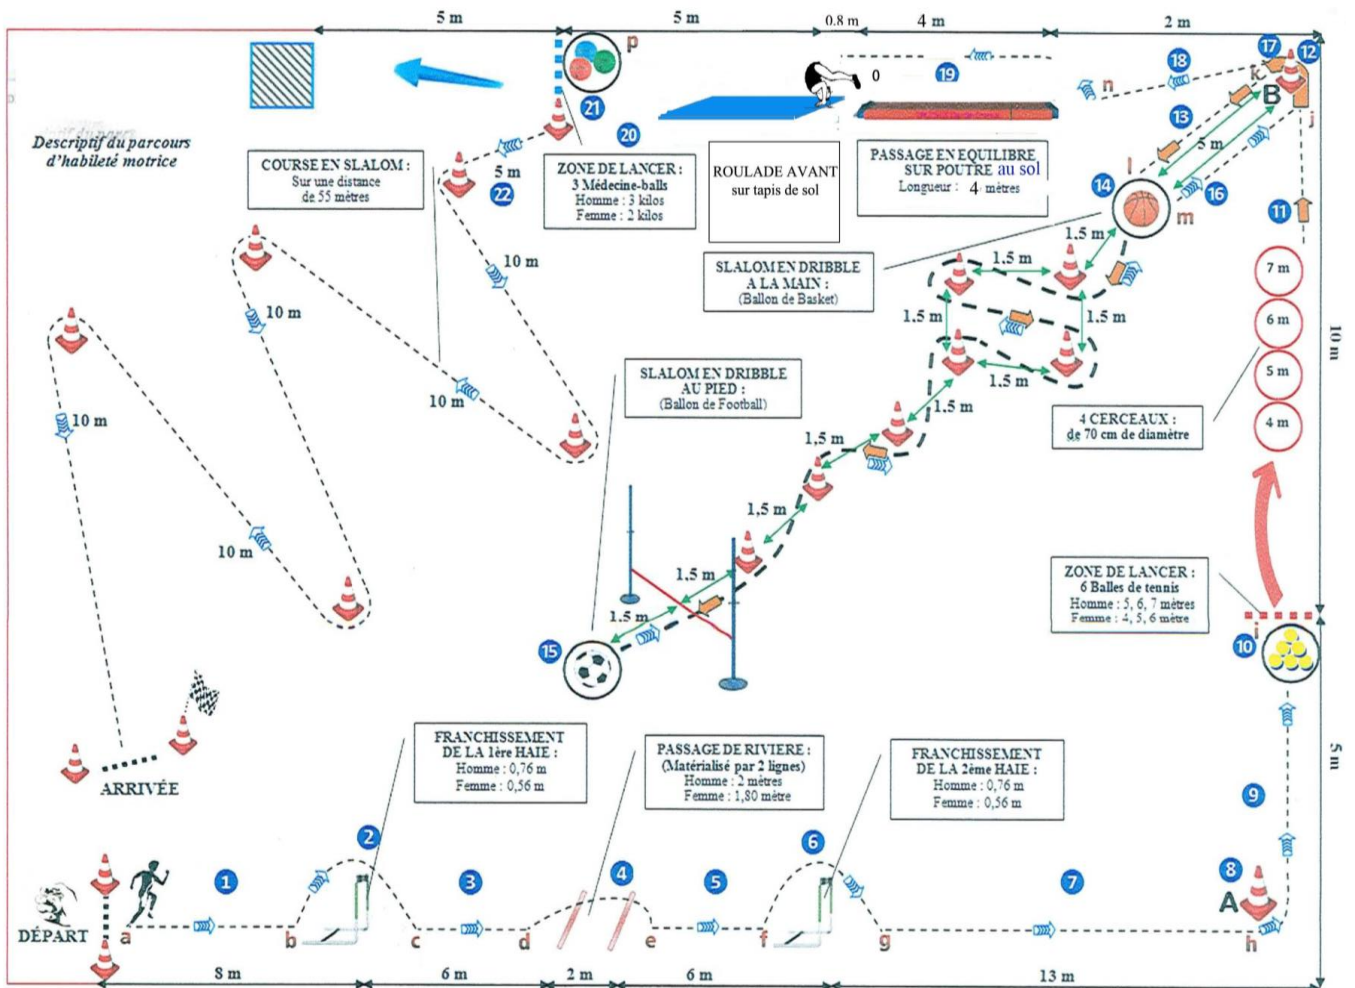 5 m
5 m
0.8 m
4 m
2 m
Descriptif du parcours
d'habileté motrice
COURSE EN SLALOM :
Sur une distance
de 55 mètres
p
21
20
ZONE DE LANCER :
3 Médecine-balls
Homme : 3 kilos
Femme : 2 kilos
5 m
22
ROULADE AVANT
sur tapis de sol
0
19
PASSAGE EN EQUILIBRE
SUR POUTRE au sol
Longueur : 4 mètres
n
18
17
12
k
B
j
13
5 m
l
14
16
m
11
10 m
10 m
10 m
10 m
10 m
SLALOM EN DRIBBLE
A LA MAIN :
(Ballon de Basket)
1.5 m
1.5 m
1.5 m
1.5 m
1.5 m
1.5 m
1,5 m
1,5 m
1.5 m
1.5 m
7 m
6 m
5 m
4 m
10 m
SLALOM EN DRIBBLE
AU PIED :
(Ballon de Football)
4 CERCEAUX :
de 70 cm de diamètre
15
ZONE DE LANCER :
6 Balles de tennis
Homme : 5, 6, 7 mètres
Femme : 4, 5, 6 mètre
i
10
5 m
ARRIVÉE
FRANCHISSEMENT
DE LA 1ère HAIE :
Homme : 0,76 m
Femme : 0,56 m
PASSAGE DE RIVIERE :
(Matérialisé par 2 lignes)
Homme : 2 mètres
Femme : 1,80 mètre
FRANCHISSEMENT
DE LA 2ème HAIE :
Homme : 0,76 m
Femme : 0,56 m
9
1
2
3
4
5
6
7
8
A
DÉPART
a
b
c
d
e
f
g
h
8 m
6 m
2 m
6 m
13 m